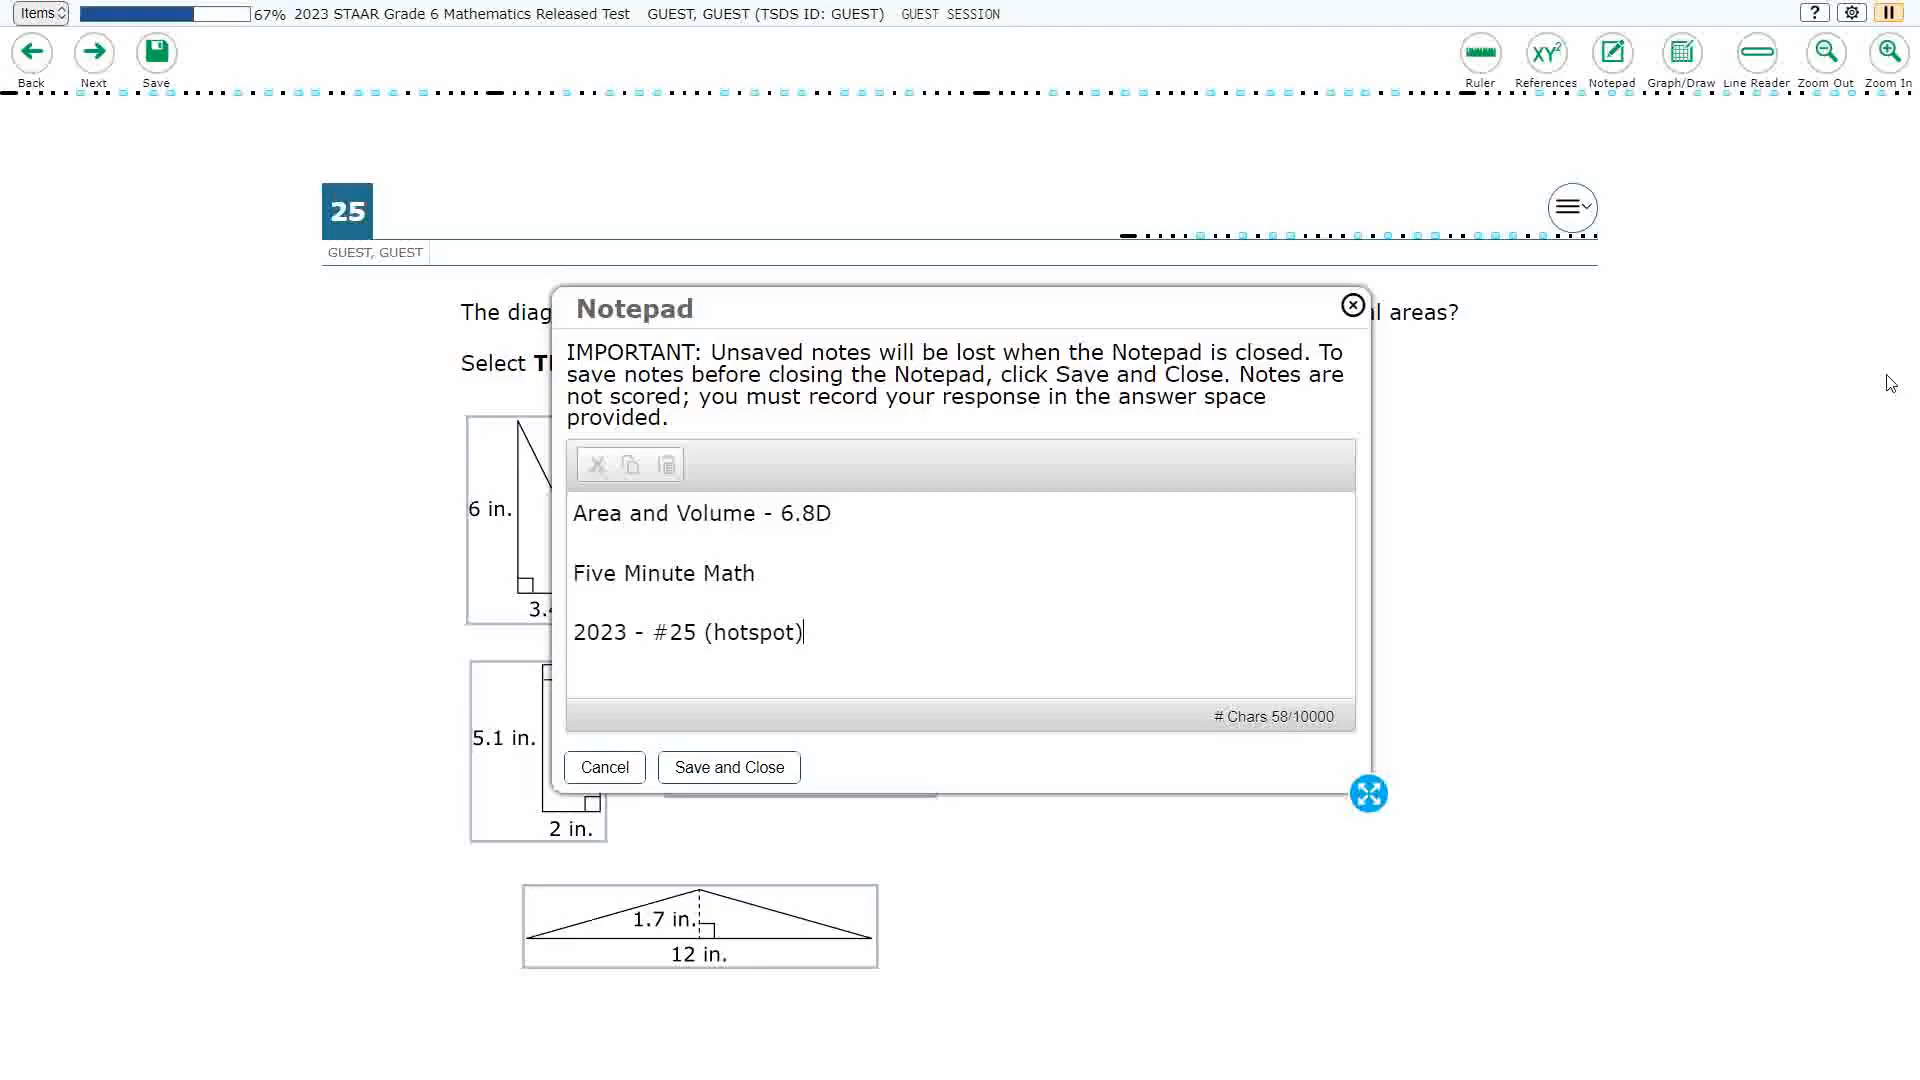 Items 67% 2023 STAAR Grade 6 Mathematics Released Test GUEST, GUEST (TSDS ID: GUEST) GUEST SESSION ?
Back Next Save Ruler XY² References Notepad Graph/Draw Line Reader Zoom Out Zoom In
25
GUEST, GUEST
The diag
l areas?
Select
Notepad
IMPORTANT: Unsaved notes will be lost when the Notepad is closed. To
save notes before closing the Notepad, click Save and Close. Notes are
not scored; you must record your response in the answer space
provided.
6 in.
3.
Area and Volume - 6.8D
Five Minute Math
2023 - #25 (hotspot)
# Chars 58/10000
Cancel Save and Close
5.1 in.
2 in.
1.7 in.
12 in.